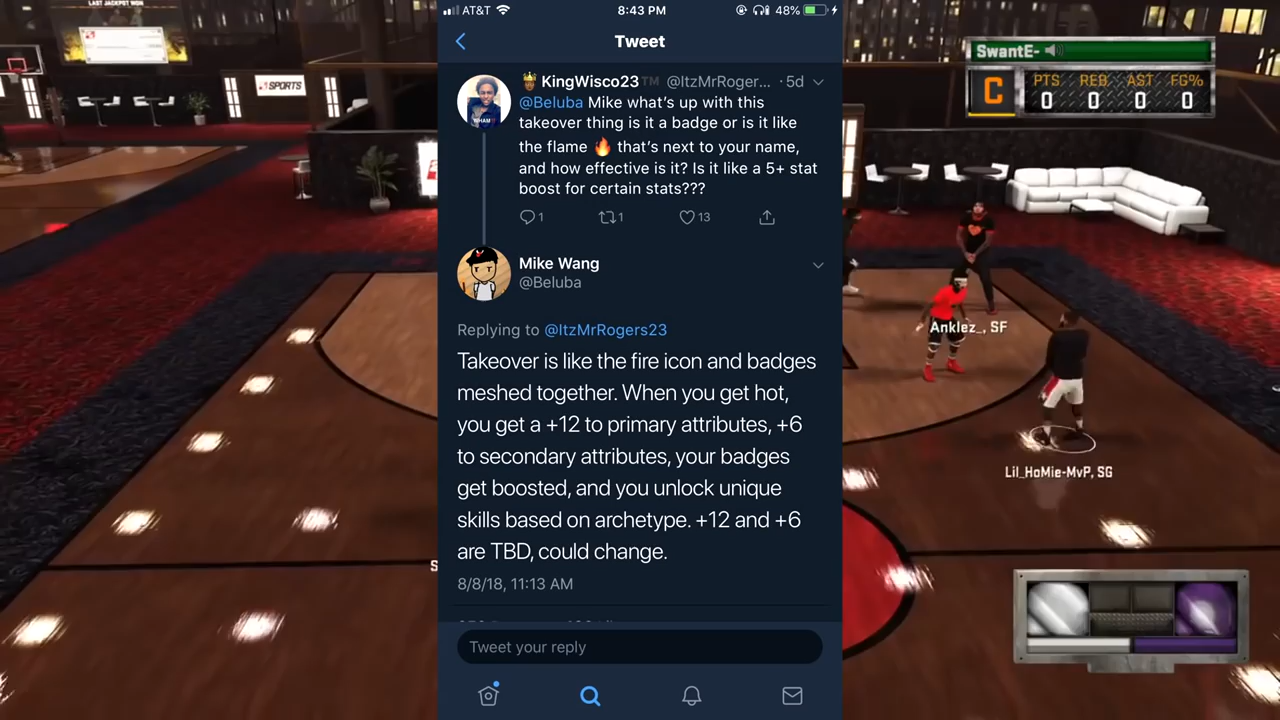 LAST JACKPOT WON
SPORTS
AT&T
8:43 PM
48%
Tweet
KingWisco23™ @ItzMrRoger... · 5d
@Beluba Mike what's up with this
takeover thing is it a badge or is it like
the flame 🔥 that's next to your name,
and how effective is it? Is it like a 5+ stat
boost for certain stats???
1 1 13
Mike Wang
@Beluba
Replying to @ItzMrRogers23
Takeover is like the fire icon and badges
meshed together. When you get hot,
you get a +12 to primary attributes, +6
to secondary attributes, your badges
get boosted, and you unlock unique
skills based on archetype. +12 and +6
are TBD, could change.
8/8/18, 11:13 AM
Tweet your reply
SwantE-
C PTS REB AST FG%
0 0 0 0
Anklez_, SF
Lil_HoMie-MvP, SG